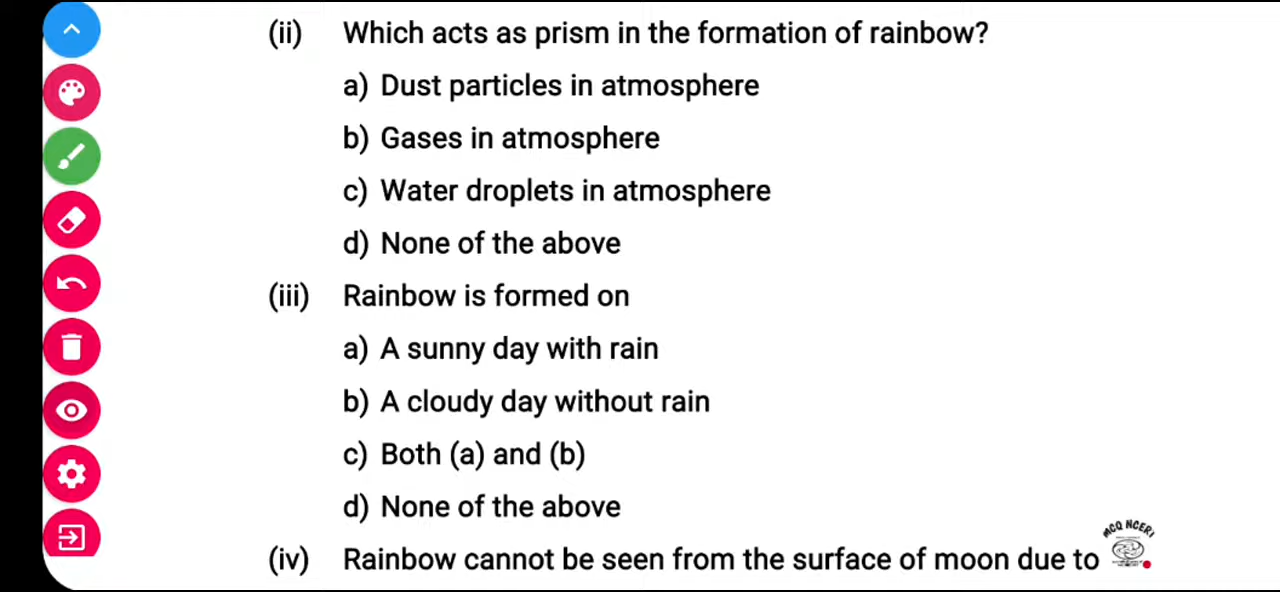 (ii) Which acts as prism in the formation of rainbow?
a) Dust particles in atmosphere
b) Gases in atmosphere
c) Water droplets in atmosphere
d) None of the above
(iii) Rainbow is formed on
a) A sunny day with rain
b) A cloudy day without rain
c) Both (a) and (b)
d) None of the above
(iv) Rainbow cannot be seen from the surface of moon due to
MCQ NCERT